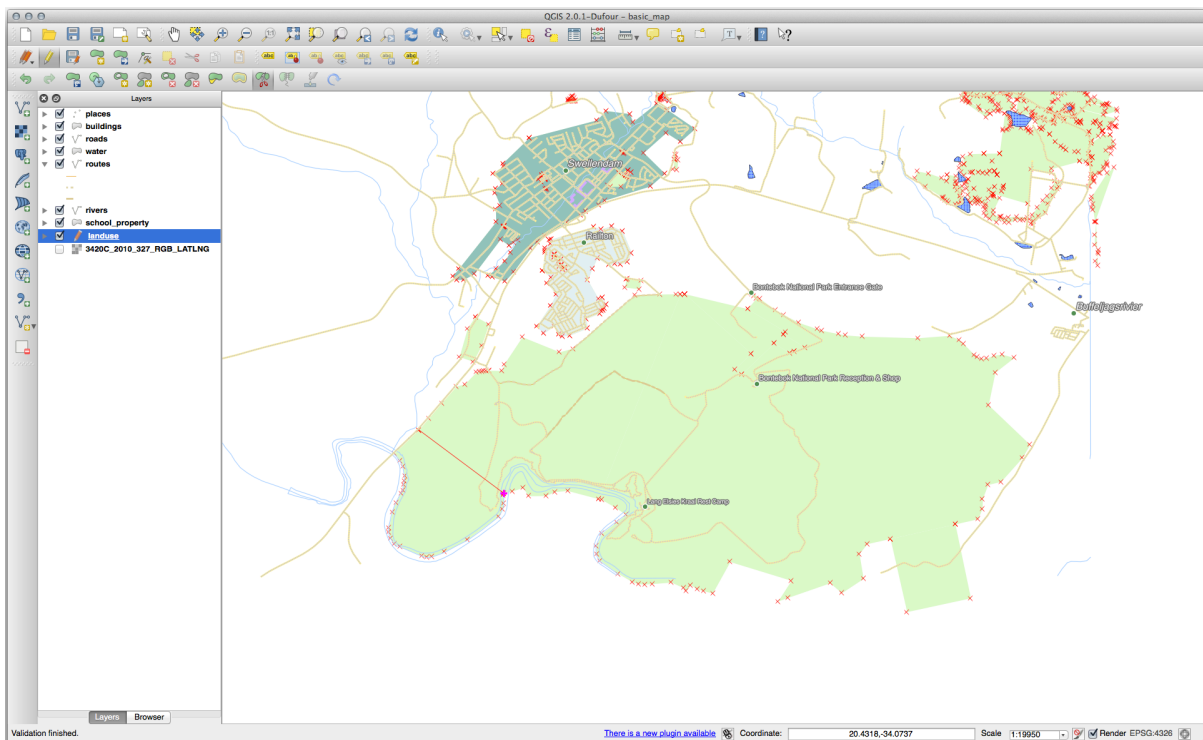 QGIS 2.0.1-Dufour - basic_map
Layers
places
buildings
roads
water
routes
rivers
school_property
landuse
3420C_2010_327_RGB_LATLNG
Swellendam
Railton
Bontebok National Park Entrance Gate
Buffeljagsrivier
Bontebok National Park Reception & Shop
Lang Elsies Kraal Rest Camp
Layers Browser
Validation finished. There is a new plugin available Coordinate: 20.4318,-34.0737 Scale 1:19950 Render EPSG:4326